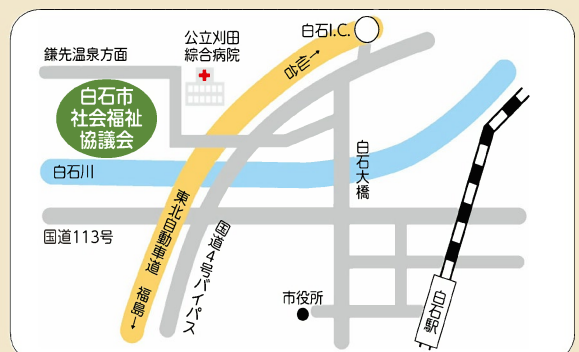 白石I.C.
公立刈田
綜合病院
←仙台
鎌先温泉方面
白石市
社会福祉
協議会
白石川
白石大橋
東北自動車道 福島→
国道113号
国道4号バイパス
市役所
白石駅